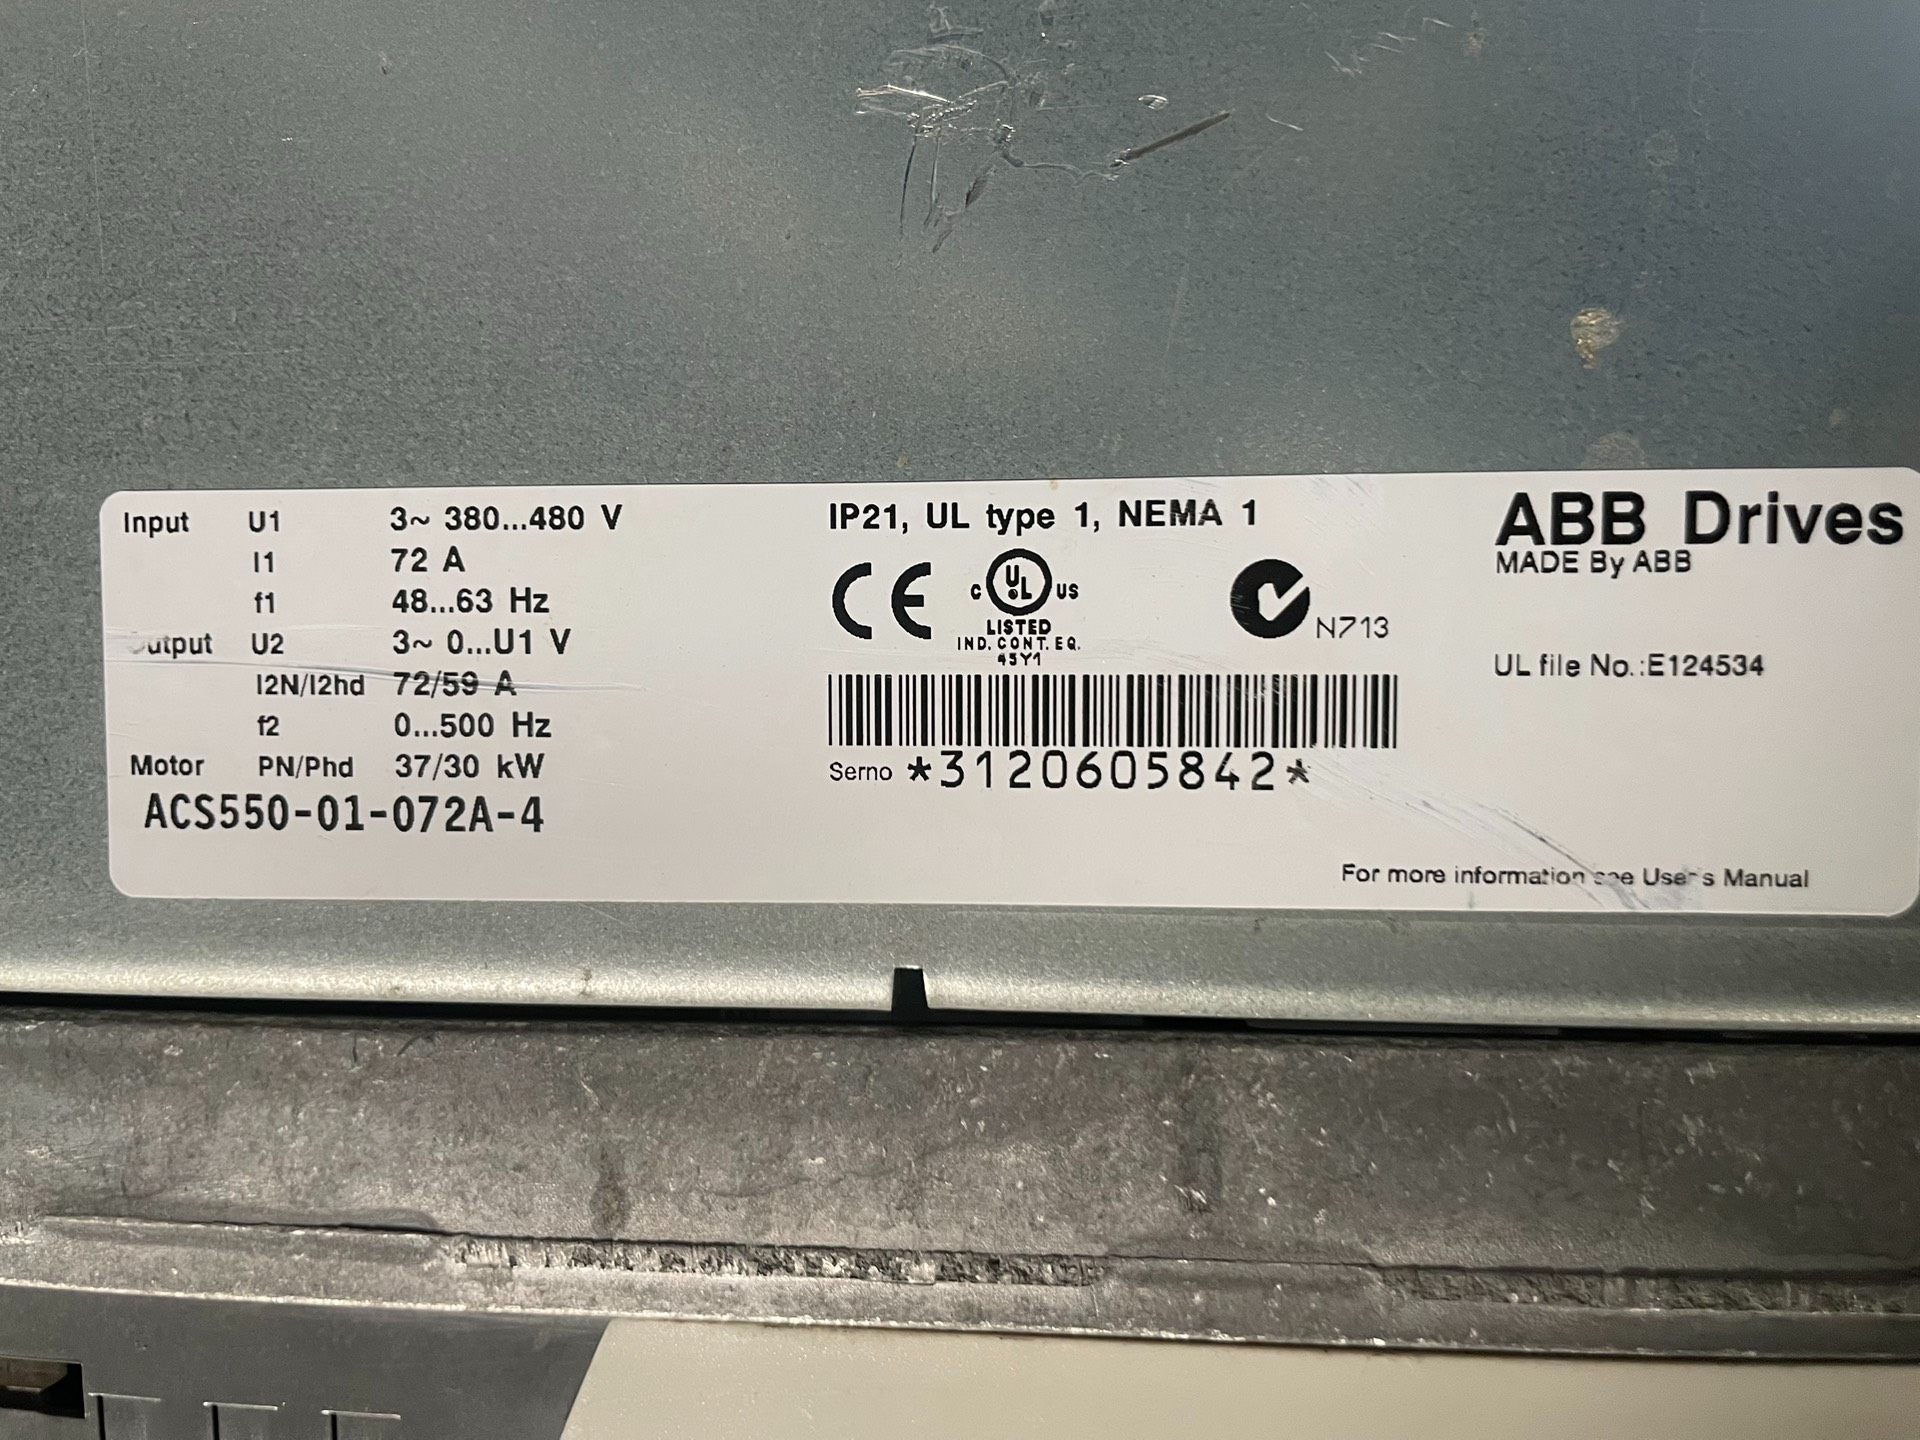 Input U1 3~ 380...480 V
I1 72 A
f1 48...63 Hz
Output U2 3~ 0...U1 V
I2N/I2hd 72/59 A
f2 0...500 Hz
Motor PN/Phd 37/30 kW
ACS550-01-072A-4
IP21, UL type 1, NEMA 1
CE
C UL US
LISTED
IND. CONT. EQ.
45Y1
N713
Serno *3120605842*
ABB Drives
MADE By ABB
UL file No.:E124534
For more information see User's Manual